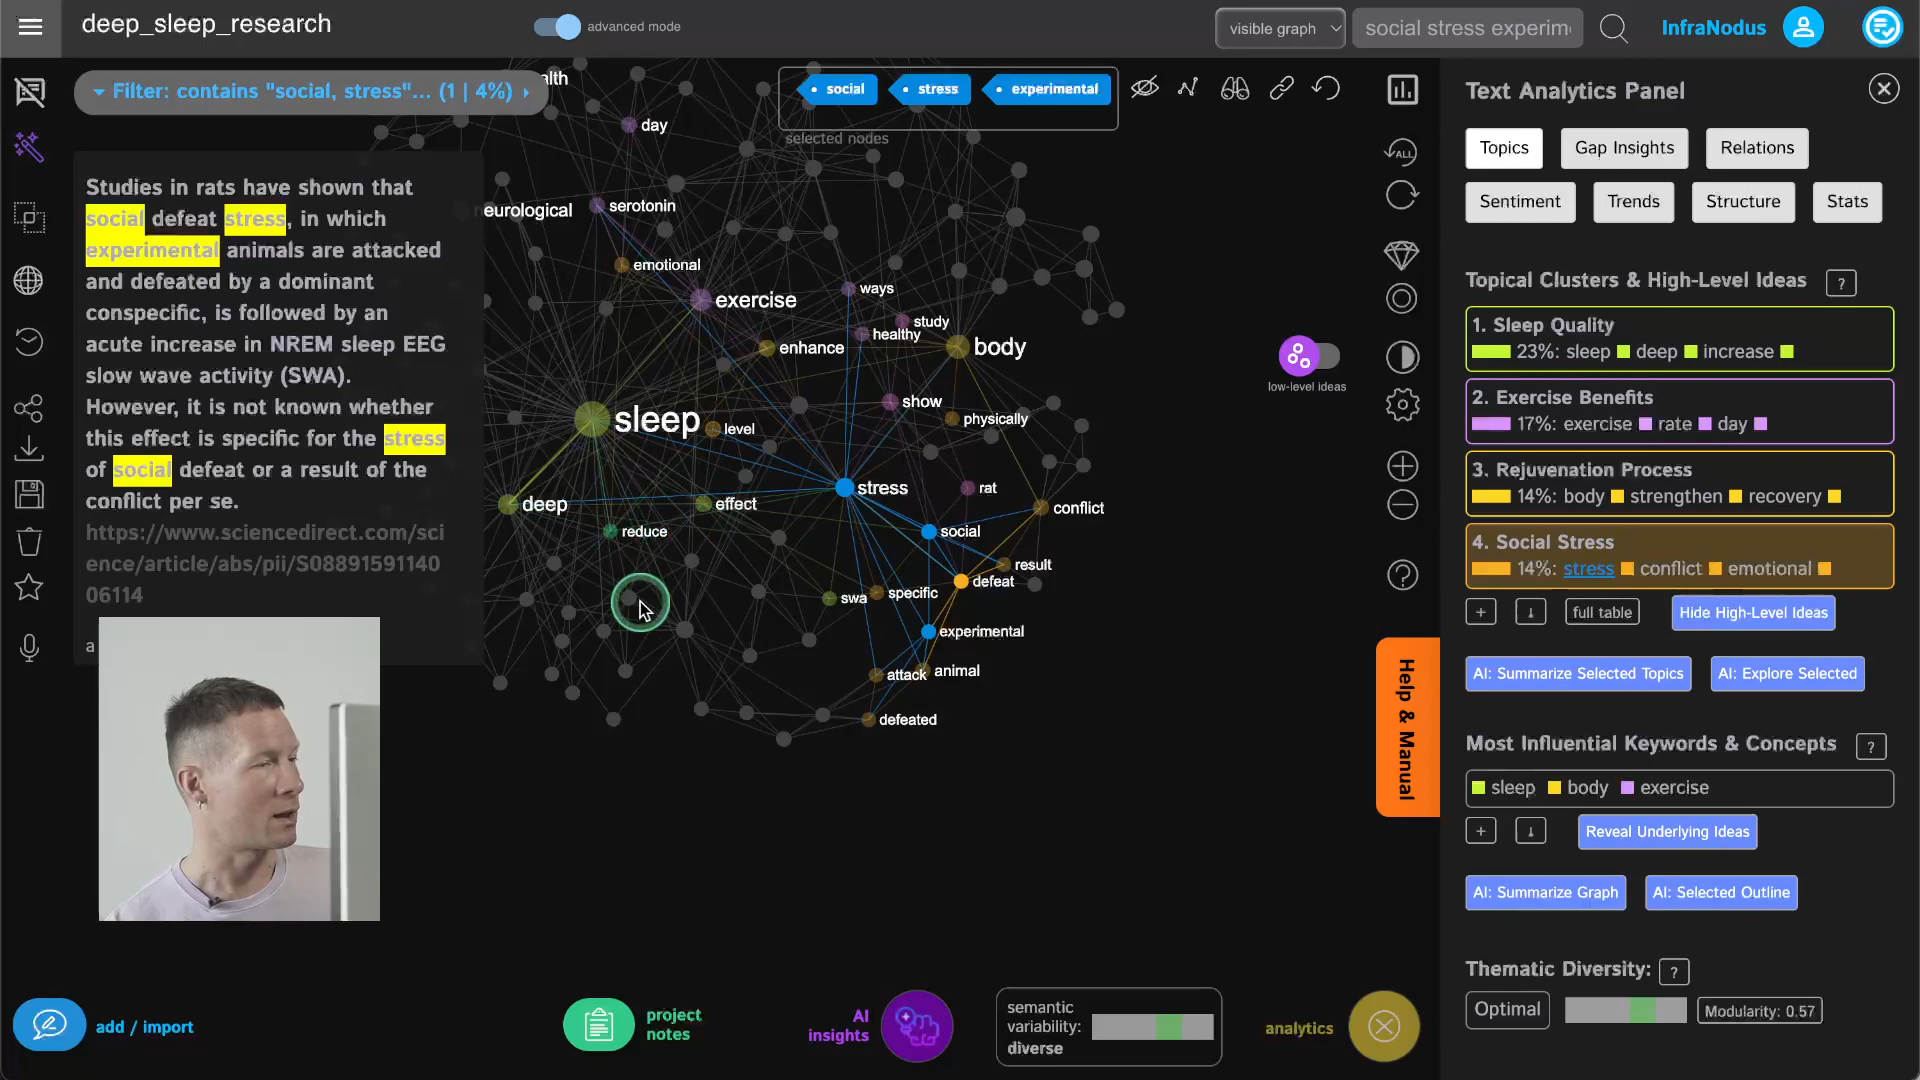 deep_sleep_research
advanced mode
visible graph
social stress experim
InfraNodus
Filter: contains "social, stress"... (1 | 4%)
Studies in rats have shown that
social defeat stress, in which
experimental animals are attacked
and defeated by a dominant
conspecific, is followed by an
acute increase in NREM sleep EEG
slow wave activity (SWA).
However, it is not known whether
this effect is specific for the stress
of social defeat or a result of the
conflict per se.
https://www.sciencedirect.com/sci
ence/article/abs/pii/S08891591140
06114
a
social
stress
experimental
selected nodes
alth
day
eurological
serotonin
emotional
exercise
ways
study
healthy
enhance
body
show
physically
sleep
level
stress
rat
deep
effect
conflict
reduce
social
result
defeat
swa
specific
experimental
attack
animal
defeated
ALL
low-level ideas
Help & Manual
Text Analytics Panel
Topics
Gap Insights
Relations
Sentiment
Trends
Structure
Stats
Topical Clusters & High-Level Ideas ?
1. Sleep Quality
23%: sleep deep increase
2. Exercise Benefits
17%: exercise rate day
3. Rejuvenation Process
14%: body strengthen recovery
4. Social Stress
14%: stress conflict emotional
+
full table
Hide High-Level Ideas
AI: Summarize Selected Topics
AI: Explore Selected
Most Influential Keywords & Concepts ?
sleep body exercise
+
Reveal Underlying Ideas
AI: Summarize Graph
AI: Selected Outline
Thematic Diversity: ?
Optimal
Modularity: 0.57
add / import
project
notes
AI
insights
semantic
variability:
diverse
analytics